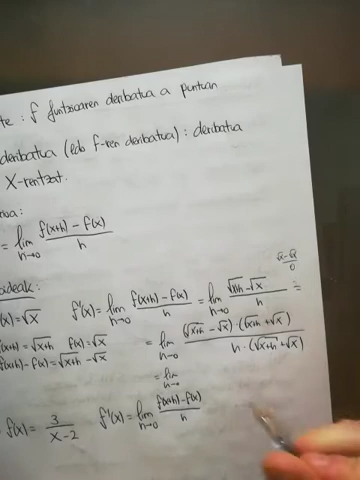 te : f funtzioaren deribatua a puntuan
deribatua (edo f-ren deribatua) : deribatua
X-rentzat.
= lim h→0 (f(x+h) − f(x))/h
adeak:
(x) = √x f'(x) = lim h→0 (f(x+h) − f(x))/h = lim h→0 (√x+h − √x)/h =
(x+h) = √x+h f(x) = √x = lim h→0 ((√x+h − √x)·(√x+h + √x))/(h·(√x+h + √x))
f(x+h) − f(x) = √x+h − √x = lim h→0
f(x) = 3/(x−2) f'(x) = lim h→0 (f(x+h) − f(x))/h